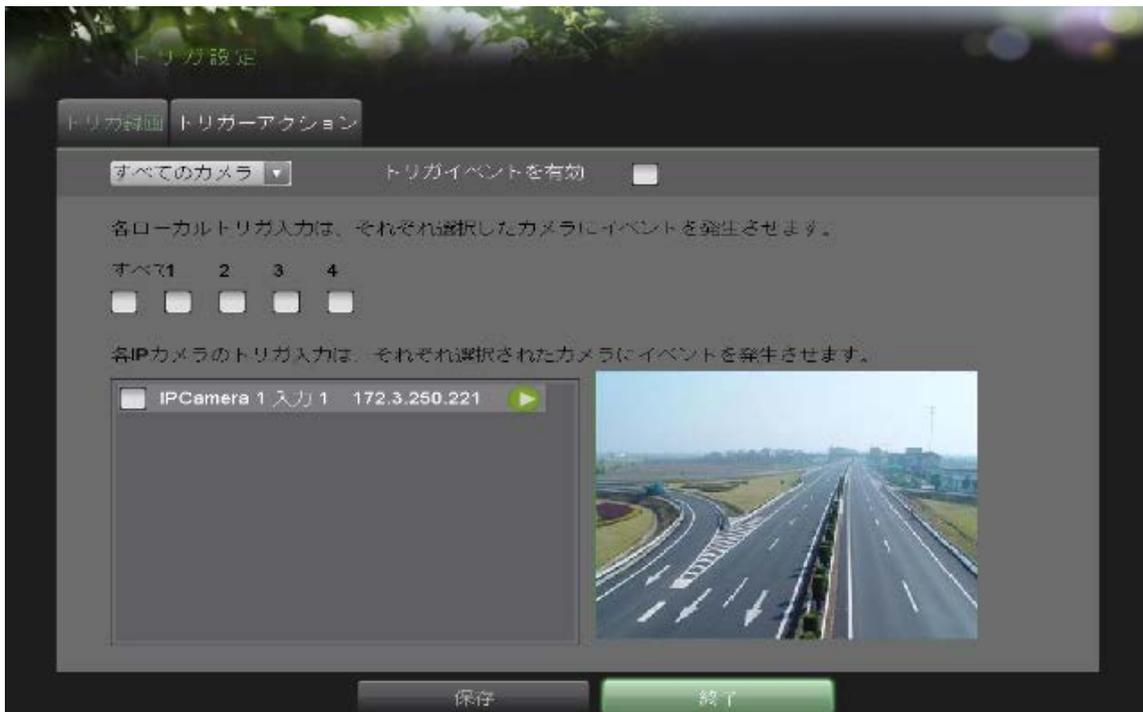 トリガ設定
トリガ録画 トリガーアクション
すべてのカメラ トリガイベントを有効
各ローカルトリガ入力は、それぞれ選択したカメラにイベントを発生させます。
すべて 1 2 3 4
各IPカメラのトリガ入力は、それぞれ選択されたカメラにイベントを発生させます。
IPCamera 1 入力 1 172.3.250.221
保存 終了